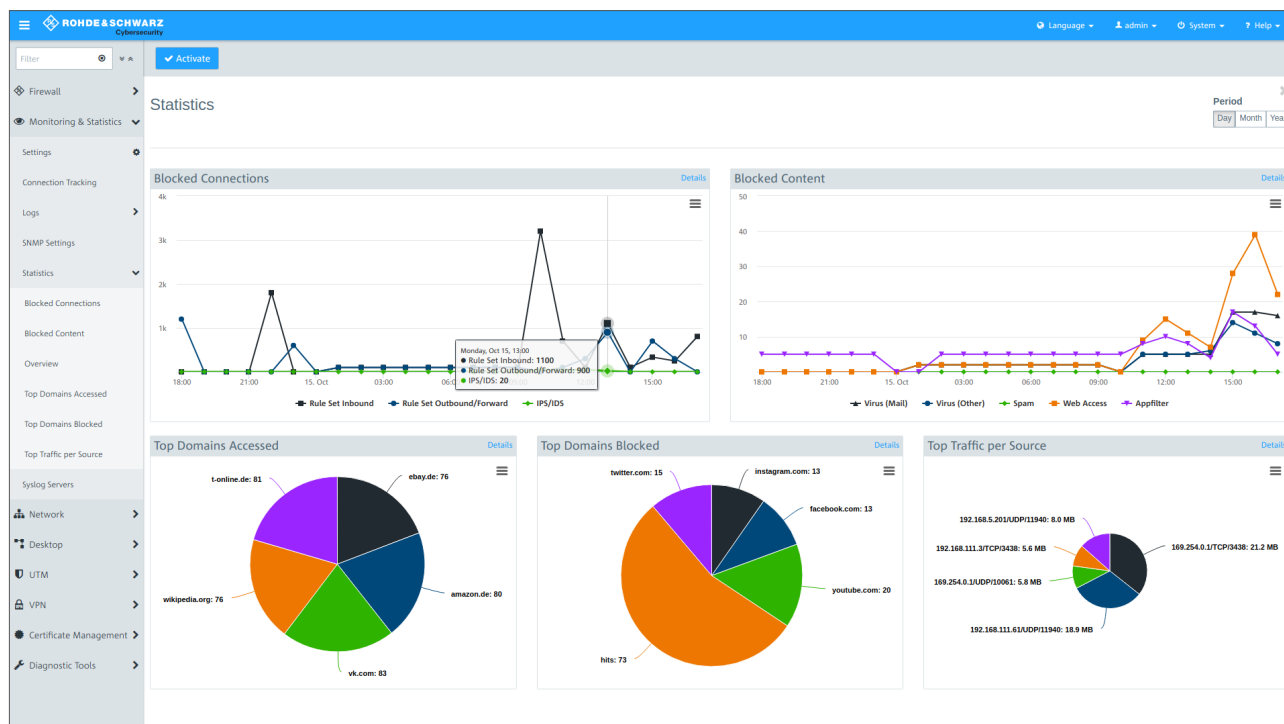 ROHDE&SCHWARZ
Cybersecurity
Language
admin
System
? Help
Filter
Activate
Firewall
Monitoring & Statistics
Settings
Connection Tracking
Logs
SNMP Settings
Statistics
Blocked Connections
Blocked Content
Overview
Top Domains Accessed
Top Domains Blocked
Top Traffic per Source
Syslog Servers
Network
Desktop
UTM
VPN
Certificate Management
Diagnostic Tools
Statistics
Period
Day Month Yea
Blocked Connections Details
4k
3k
2k
1k
Monday, Oct 15, 13:00
Rule Set Inbound: 1100
Rule Set Outbound/Forward: 900
IPS/IDS: 20
18:00 21:00 15. Oct 03:00 06:00 12:00 15:00
Rule Set Inbound Rule Set Outbound/Forward IPS/IDS
Blocked Content Details
50
40
30
20
10
0
18:00 21:00 15. Oct 03:00 06:00 09:00 12:00 15:00
Virus (Mail) Virus (Other) Spam Web Access Appfilter
Top Domains Accessed Details
t-online.de: 81
ebay.de: 76
wikipedia.org: 76
amazon.de: 80
vk.com: 83
Top Domains Blocked Details
twitter.com: 15
instagram.com: 13
facebook.com: 13
youtube.com: 20
hits: 73
Top Traffic per Source Details
192.168.5.201/UDP/11940: 8.0 MB
192.168.111.3/TCP/3438: 5.6 MB
169.254.0.1/TCP/3438: 21.2 MB
169.254.0.1/UDP/10061: 5.8 MB
192.168.111.61/UDP/11940: 18.9 MB